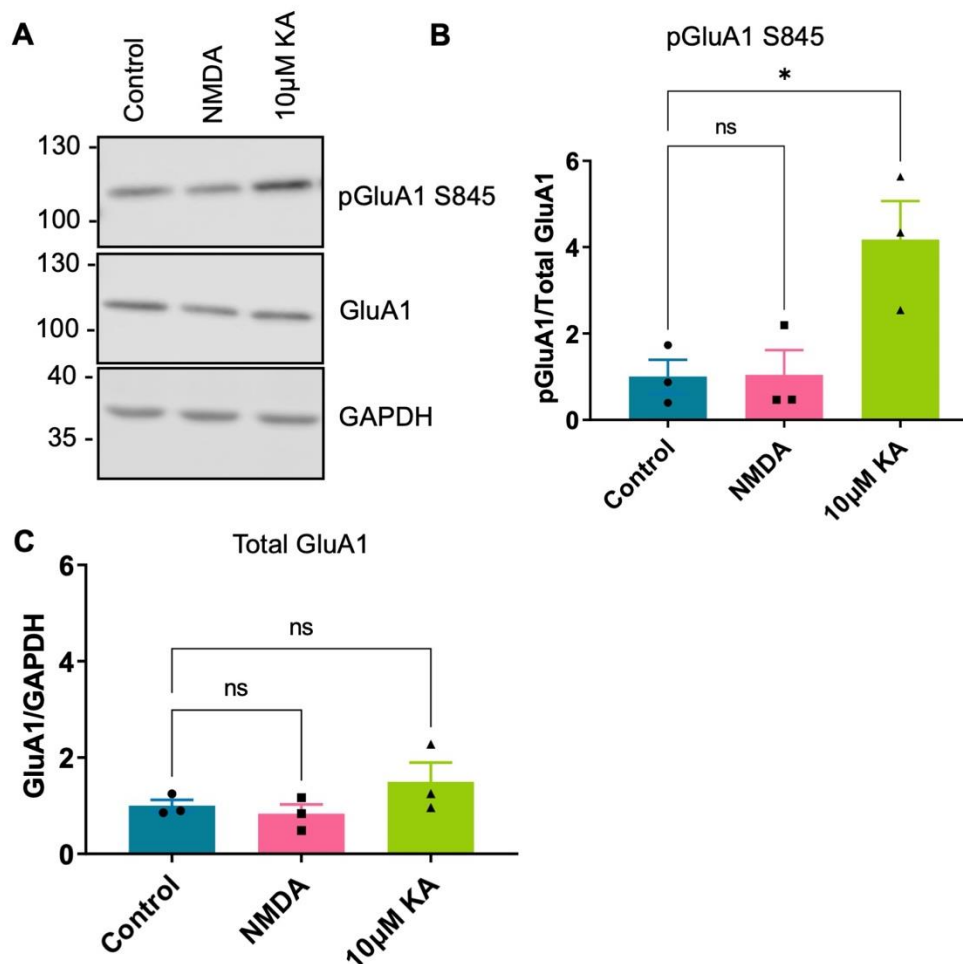 A
Control
NMDA
10µM KA
130 -
100 -
pGluA1 S845
130 -
100 -
GluA1
40 -
35 -
GAPDH
B
pGluA1 S845
*
ns
pGluA1/Total GluA1
6
4
2
0
Control
NMDA
10µM KA
C
Total GluA1
ns
ns
GluA1/GAPDH
6
4
2
0
Control
NMDA
10µM KA